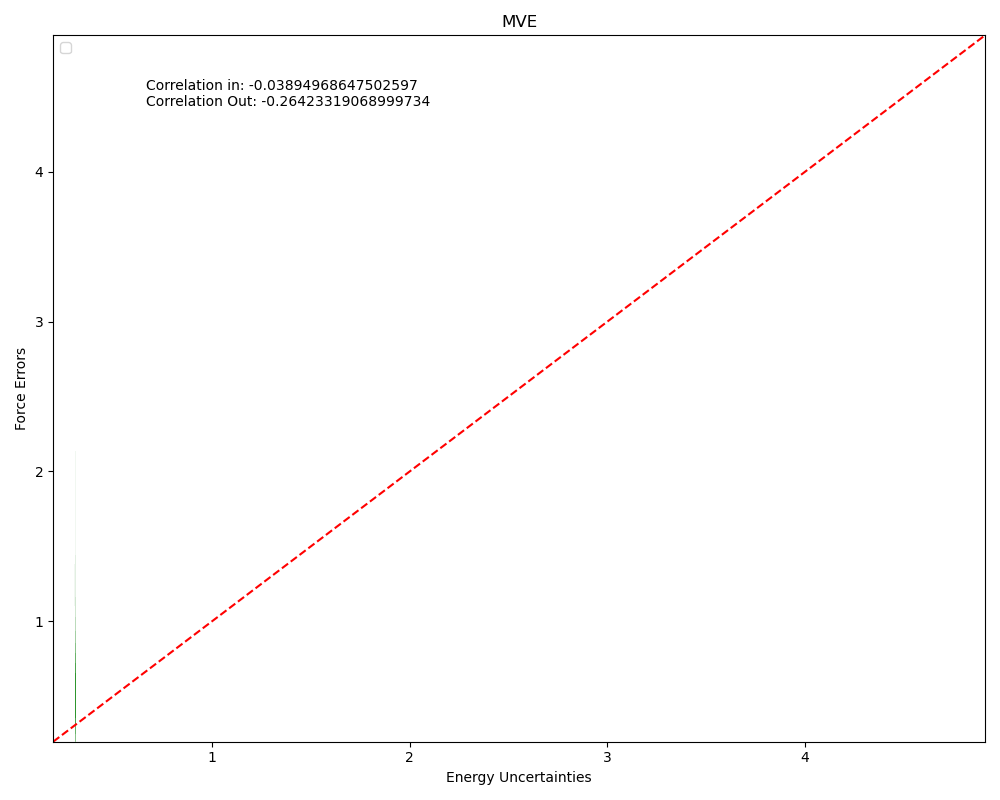 MVE
Correlation in: -0.03894968647502597
Correlation Out: -0.26423319068999734
4
3
2
1
Force Errors
1 2 3 4
Energy Uncertainties